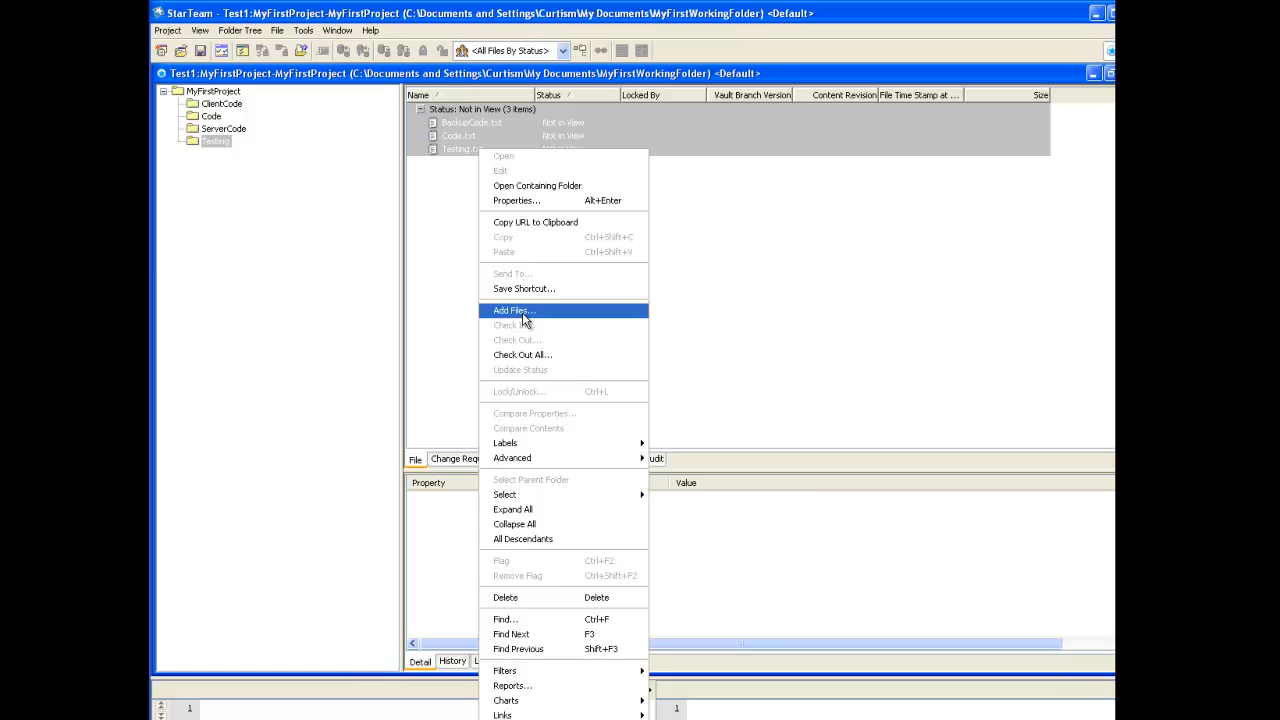 StarTeam - Test1:MyFirstProject-MyFirstProject (C:\Documents and Settings\Curtism\My Documents\MyFirstWorkingFolder) <Default>
Project View Folder Tree File Tools Window Help
<All Files By Status>
Test1:MyFirstProject-MyFirstProject (C:\Documents and Settings\Curtism\My Documents\MyFirstWorkingFolder) <Default>
MyFirstProject
ClientCode
Code
ServerCode
Testing
Name Status Locked By Vault Branch Version Content Revision File Time Stamp at ... Size
Status: Not in View (3 items)
BackupCode.txt Not in View
Code.txt Not in View
Testing.txt Not in View
Open
Edit
Open Containing Folder
Properties... Alt+Enter
Copy URL to Clipboard
Copy Ctrl+Shift+C
Paste Ctrl+Shift+V
Send To...
Save Shortcut...
Add Files...
Check
Check Out...
Check Out All...
Update Status
Lock/Unlock... Ctrl+L
Compare Properties...
Compare Contents
Labels
Advanced
Select Parent Folder
Select
Expand All
Collapse All
All Descendants
Flag Ctrl+F2
Remove Flag Ctrl+Shift+F2
Delete Delete
Find... Ctrl+F
Find Next F3
Find Previous Shift+F3
Filters
Reports...
Charts
Links
File Change Req udit
Property Value
Detail History L
1 1